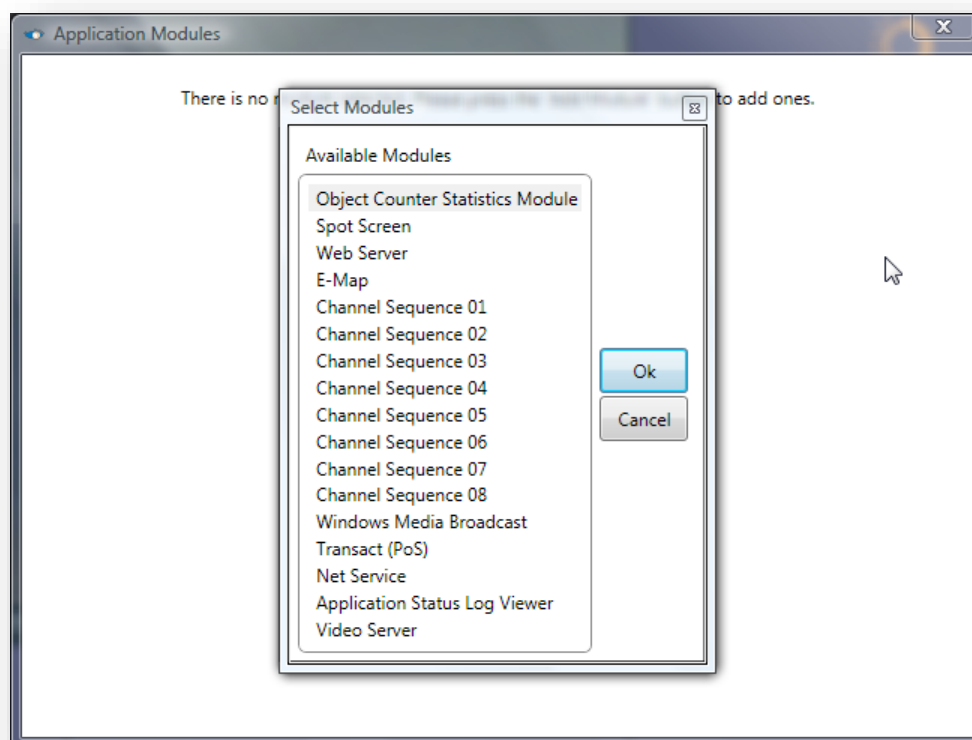 Application Modules
There is no to add ones.
Select Modules
Available Modules
Object Counter Statistics Module
Spot Screen
Web Server
E-Map
Channel Sequence 01
Channel Sequence 02
Channel Sequence 03
Channel Sequence 04
Channel Sequence 05
Channel Sequence 06
Channel Sequence 07
Channel Sequence 08
Windows Media Broadcast
Transact (PoS)
Net Service
Application Status Log Viewer
Video Server
Ok
Cancel